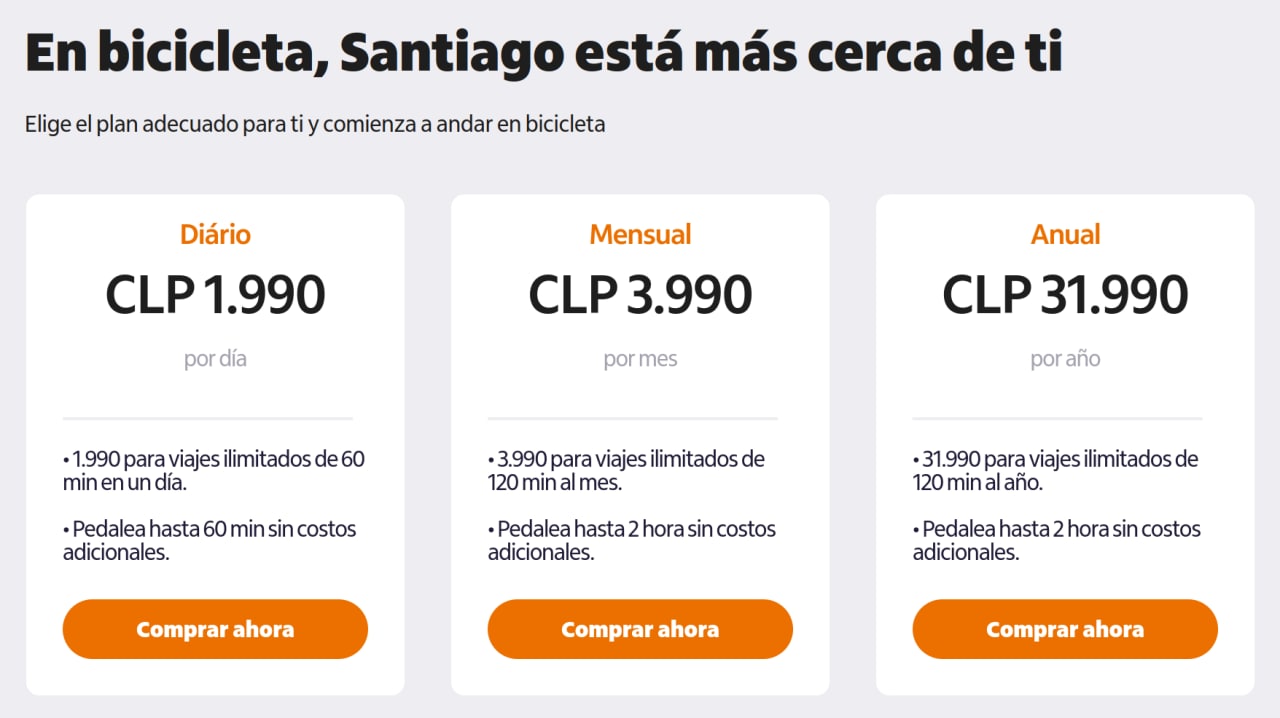 En bicicleta, Santiago está más cerca de ti
Elige el plan adecuado para ti y comienza a andar en bicicleta
Diário
CLP 1.990
por día
• 1.990 para viajes ilimitados de 60
min en un día.
• Pedalea hasta 60 min sin costos
adicionales.
Comprar ahora
Mensual
CLP 3.990
por mes
• 3.990 para viajes ilimitados de
120 min al mes.
• Pedalea hasta 2 hora sin costos
adicionales.
Comprar ahora
Anual
CLP 31.990
por año
• 31.990 para viajes ilimitados de
120 min al año.
• Pedalea hasta 2 hora sin costos
adicionales.
Comprar ahora